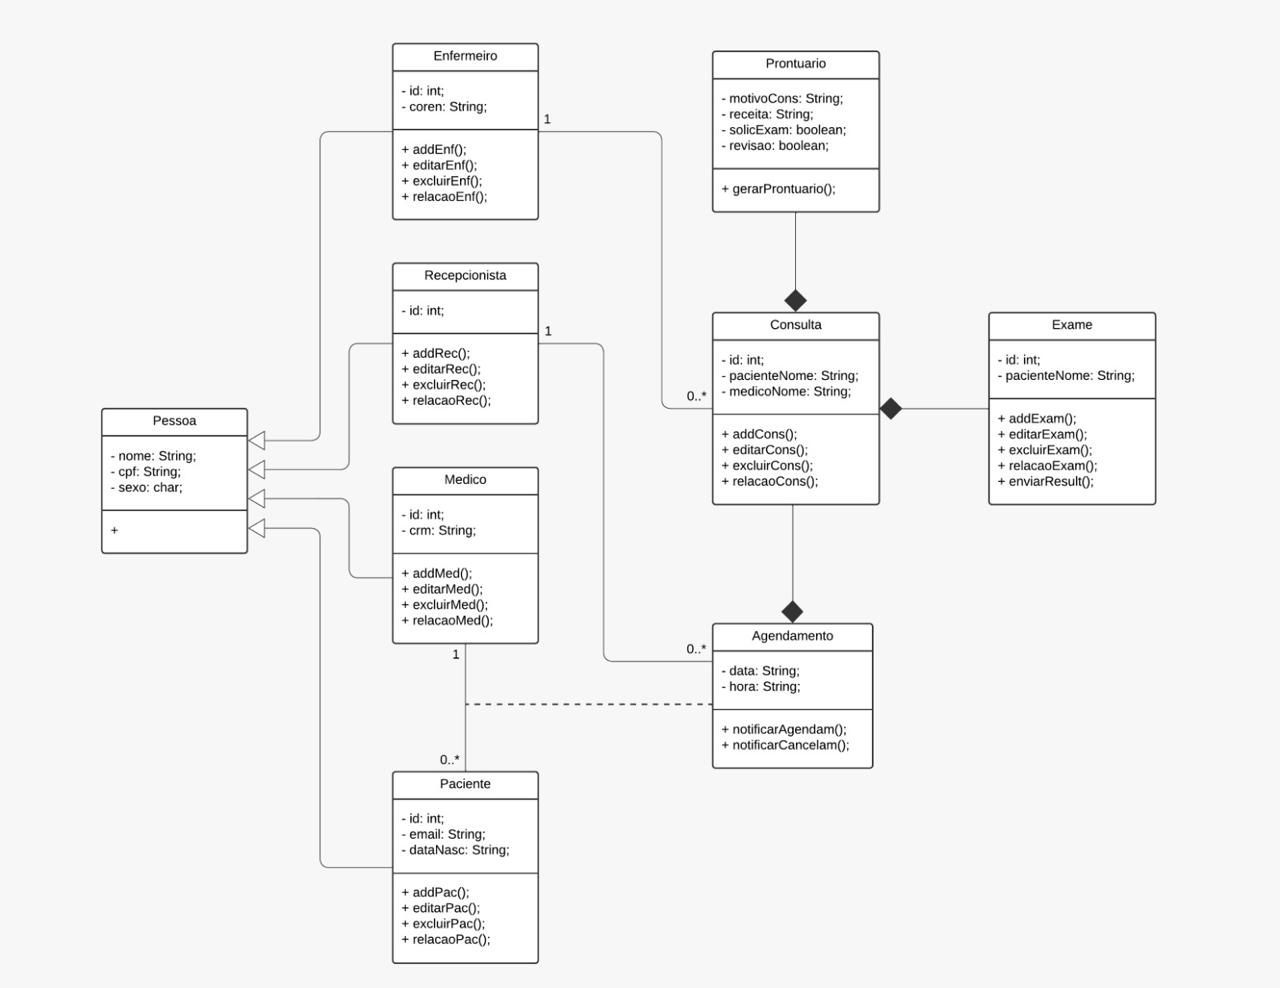 Enfermeiro
- id: int;
- coren: String;
+ addEnf();
+ editarEnf();
+ excluirEnf();
+ relacaoEnf();
1
Prontuario
- motivoCons: String;
- receita: String;
- solicExam: boolean;
- revisao: boolean;
+ gerarProntuario();
Recepcionista
- id: int;
+ addRec();
+ editarRec();
+ excluirRec();
+ relacaoRec();
1
0..*
Consulta
- id: int;
- pacienteNome: String;
- medicoNome: String;
+ addCons();
+ editarCons();
+ excluirCons();
+ relacaoCons();
Exame
- id: int;
- pacienteNome: String;
+ addExam();
+ editarExam();
+ excluirExam();
+ relacaoExam();
+ enviarResult();
Pessoa
- nome: String;
- cpf: String;
- sexo: char;
+
Medico
- id: int;
- crm: String;
+ addMed();
+ editarMed();
+ excluirMed();
+ relacaoMed();
1
0..*
0..*
Agendamento
- data: String;
- hora: String;
+ notificarAgendam();
+ notificarCancelam();
Paciente
- id: int;
- email: String;
- dataNasc: String;
+ addPac();
+ editarPac();
+ excluirPac();
+ relacaoPac();